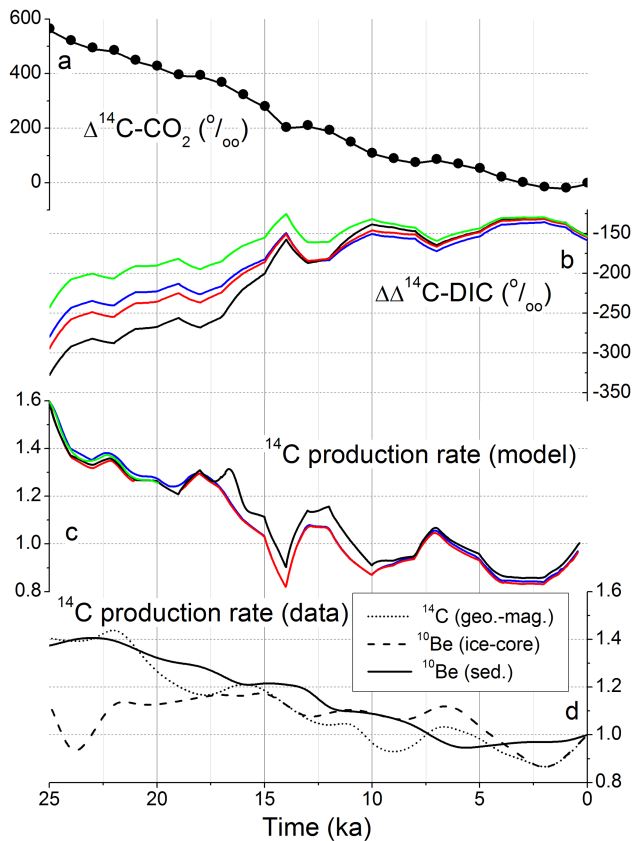 600
400
200
0
a
Δ¹⁴C-CO₂ (º/ₒₒ)
-150
-200
-250
-300
-350
b
ΔΔ¹⁴C-DIC (º/ₒₒ)
1.6
1.4
1.2
1.0
0.8
¹⁴C production rate (model)
c
¹⁴C production rate (data)
1.6
1.4
1.2
1.0
0.8
¹⁴C (geo.-mag.)
¹⁰Be (ice-core)
¹⁰Be (sed.)
d
25 20 15 10 5 0
Time (ka)